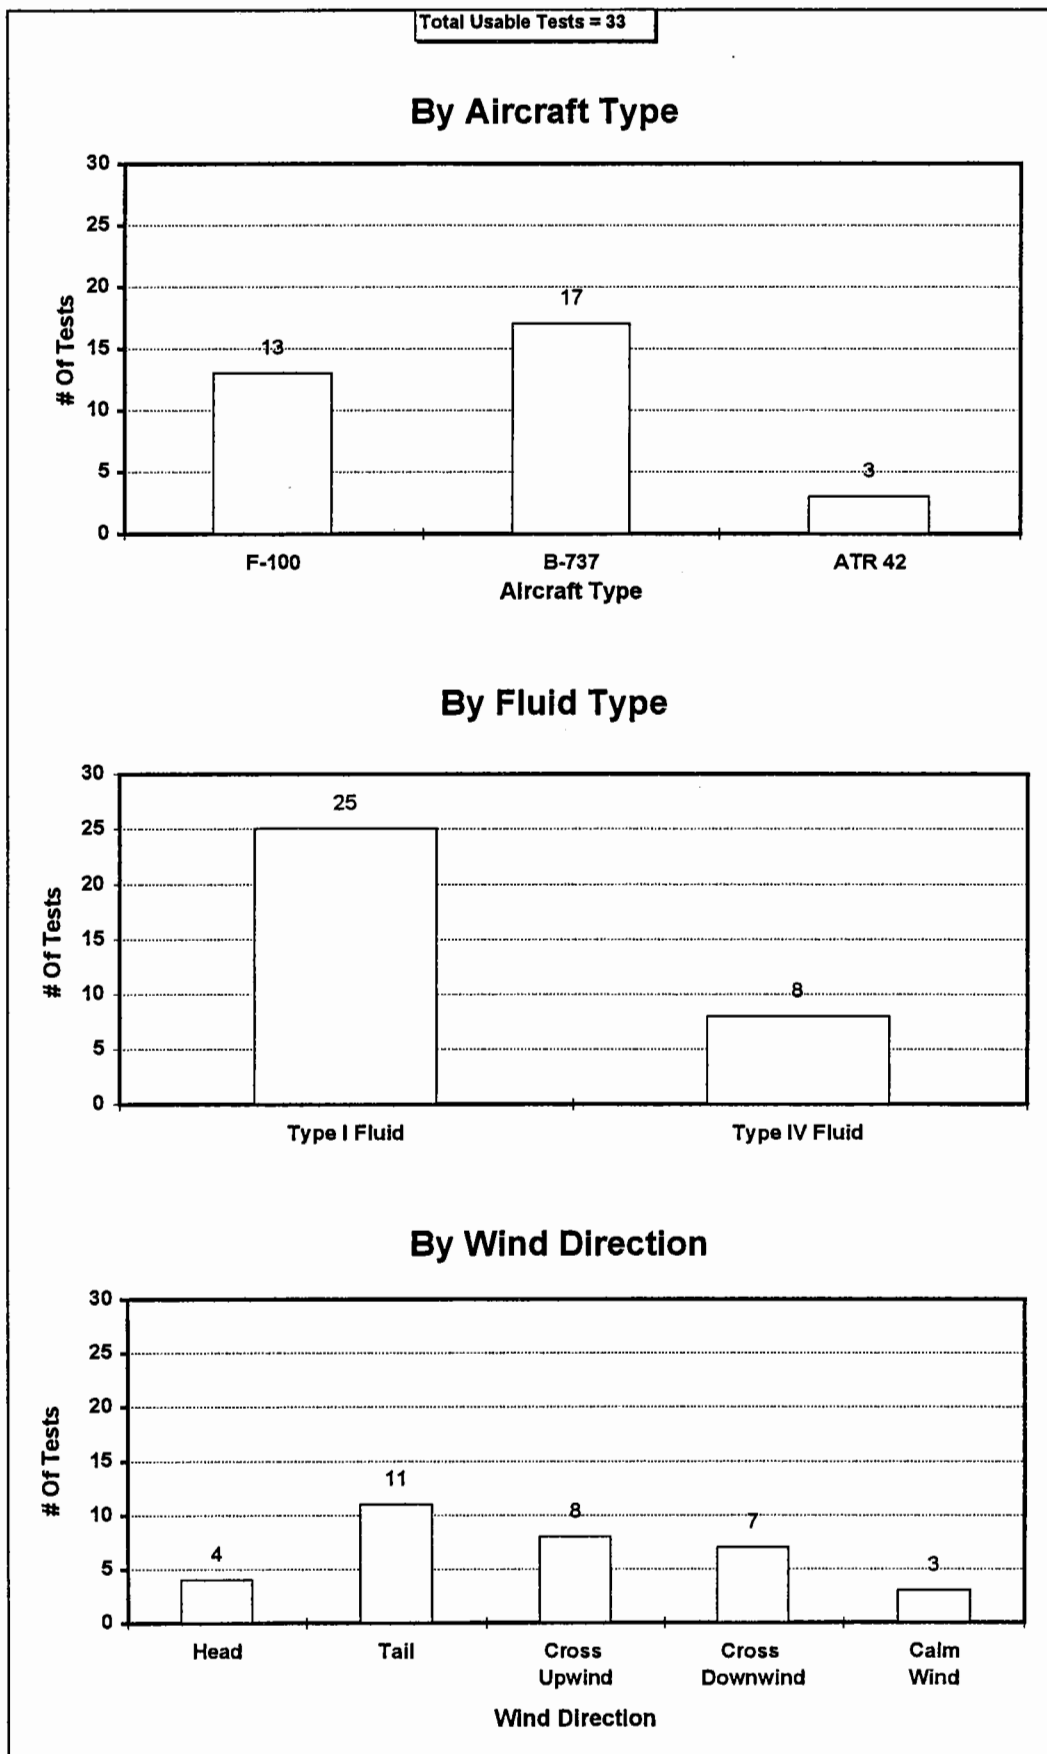 Total Usable Tests = 33
By Aircraft Type
30
25
20
15
10
5
0
# Of Tests
13
17
3
F-100
B-737
ATR 42
Aircraft Type
By Fluid Type
30
25
20
15
10
5
0
# Of Tests
25
8
Type I Fluid
Type IV Fluid
By Wind Direction
30
25
20
15
10
5
0
# Of Tests
4
11
8
7
3
Head
Tail
Cross
Upwind
Cross
Downwind
Calm
Wind
Wind Direction